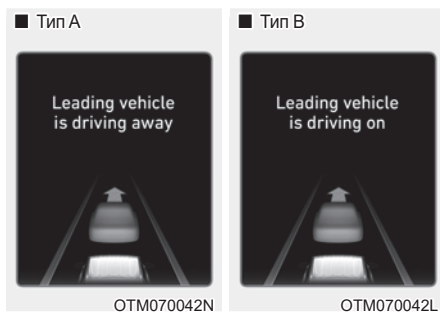 ■ Тип A
Leading vehicle
is driving away
OTM070042N
■ Тип B
Leading vehicle
is driving on
OTM070042L